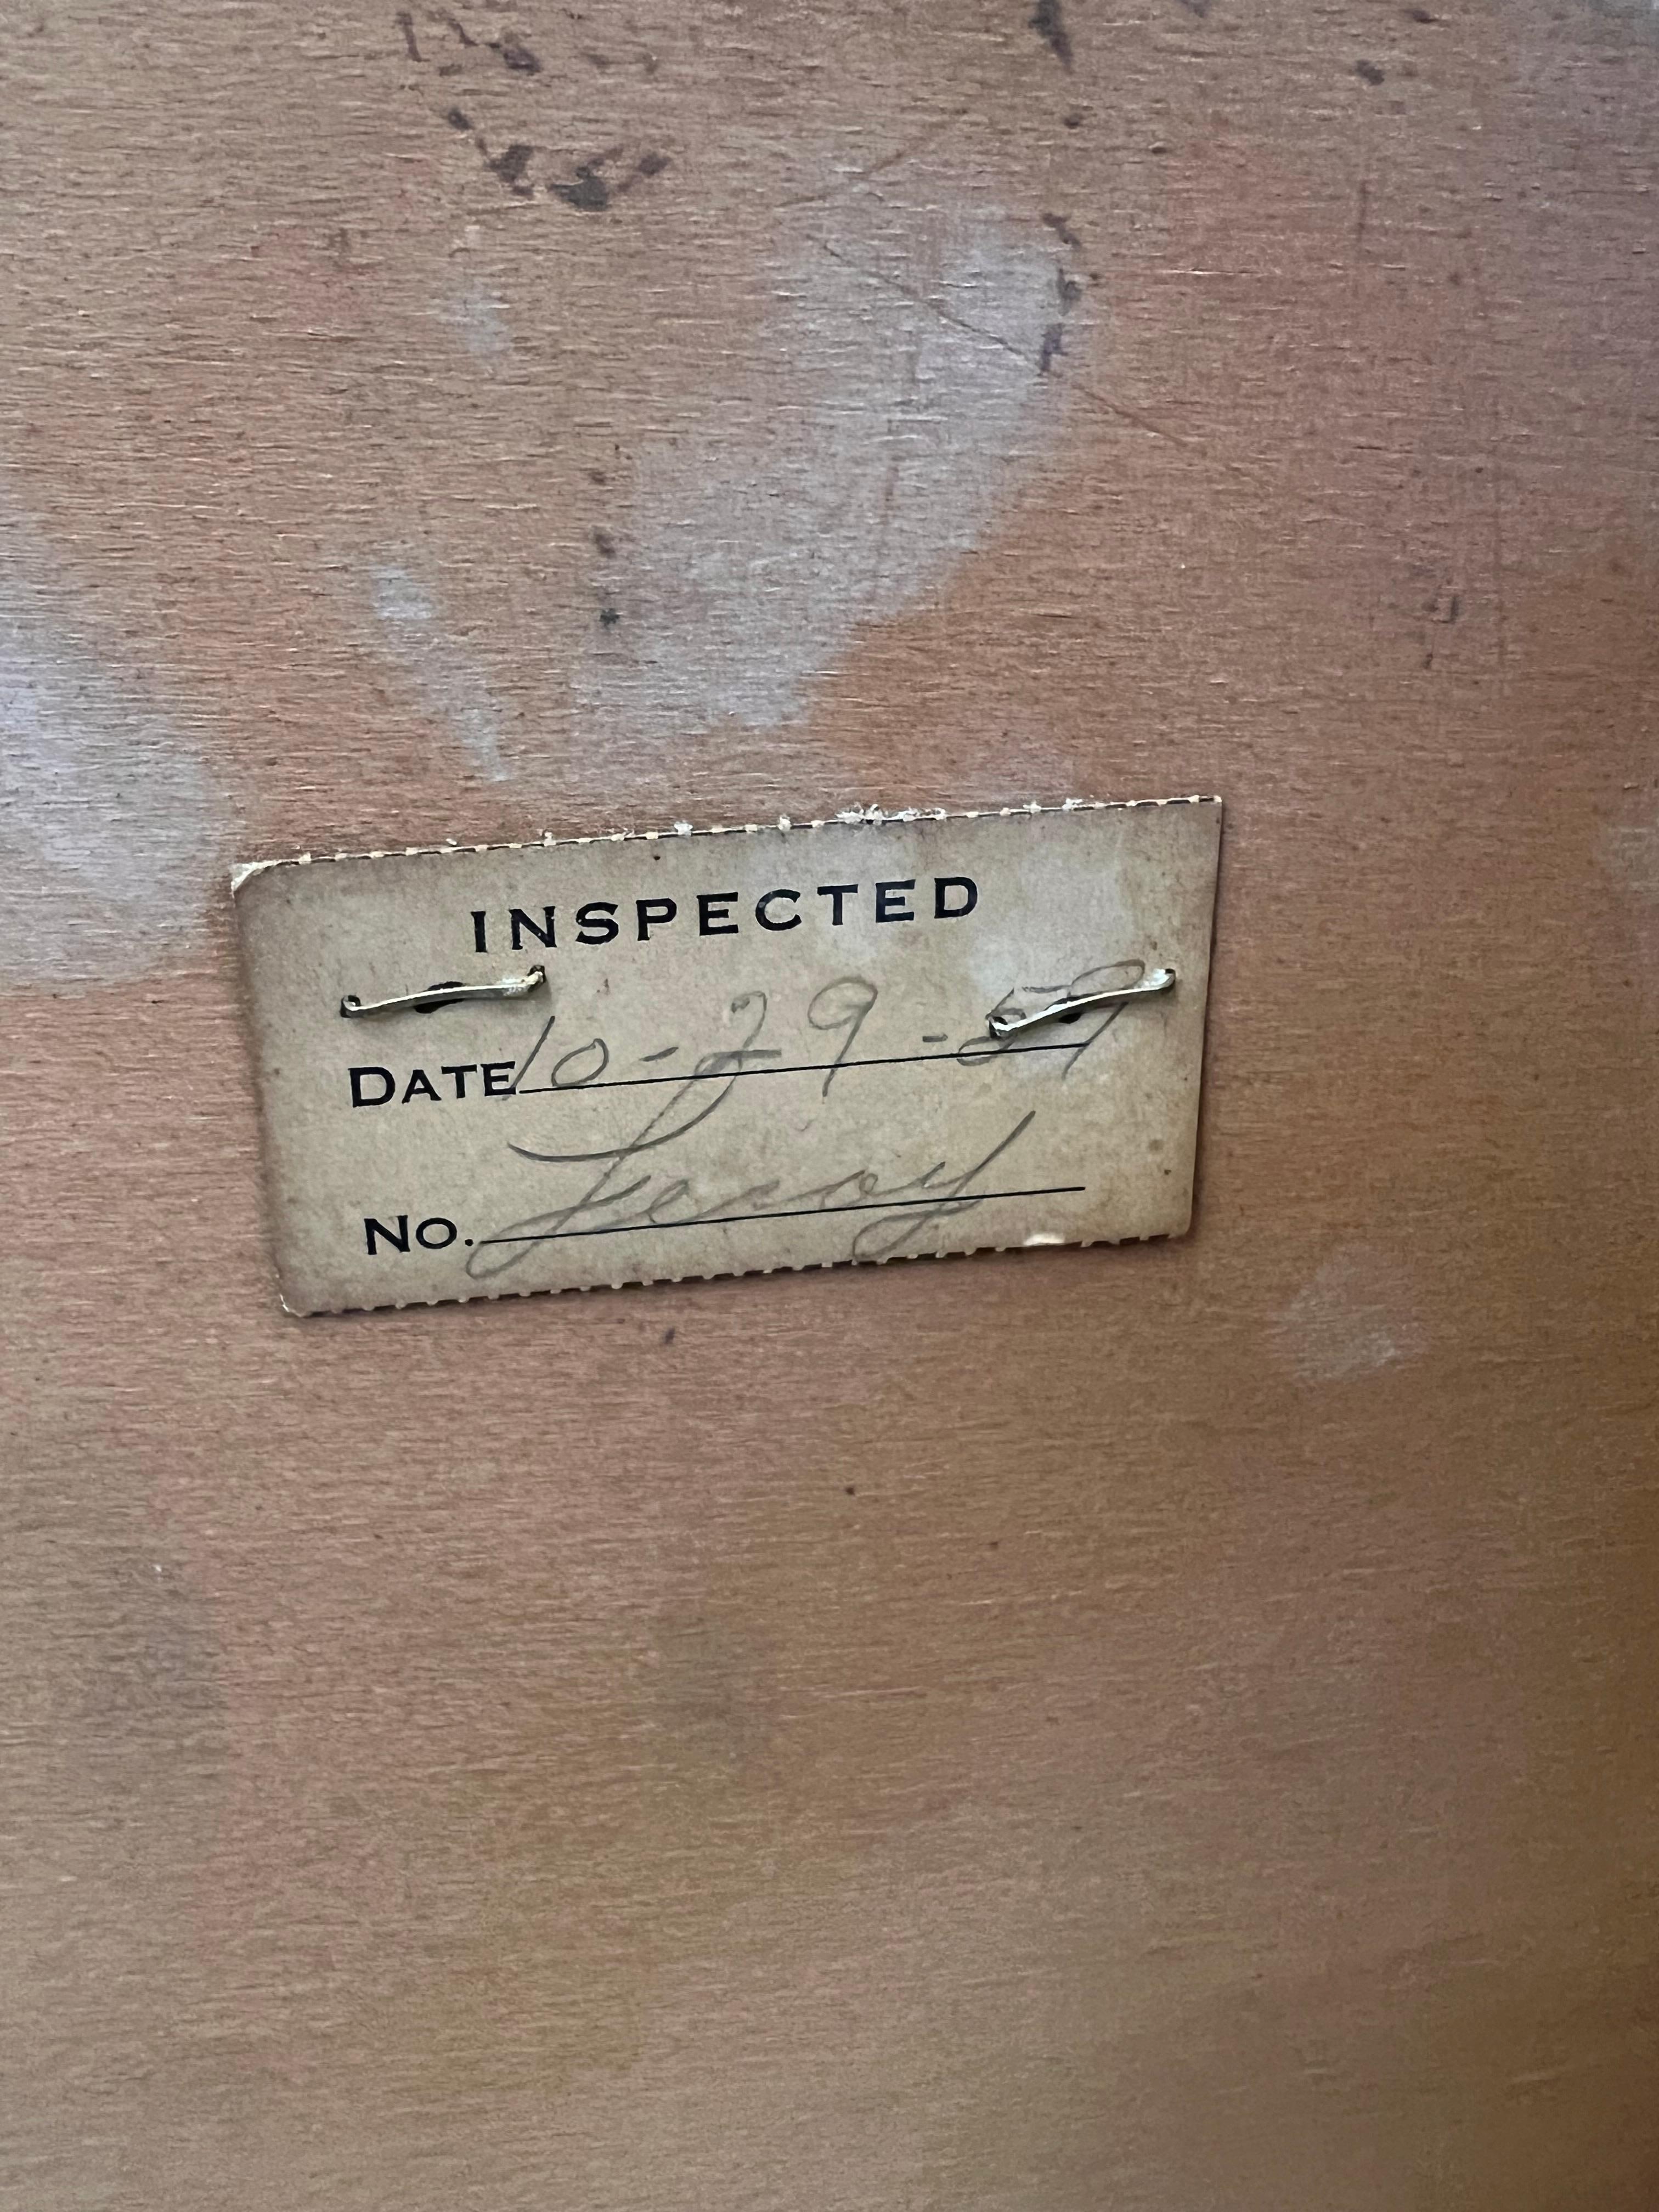 INSPECTED
DATE 10-29-59
No. Leroy